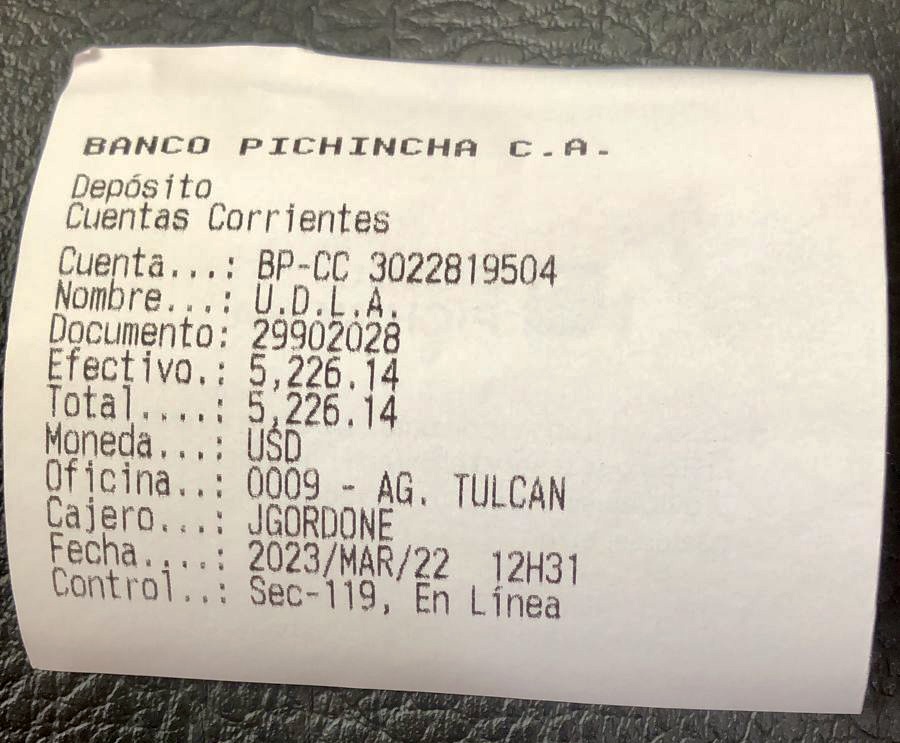 BANCO PICHINCHA C.A.
Depósito
Cuentas Corrientes
Cuenta...: BP-CC 3022819504
Nombre...: U.D.L.A.
Documento: 29902028
Efectivo.: 5,226.14
Total....: 5,226.14
Moneda...: USD
Oficina..: 0009 - AG. TULCAN
Cajero...: JGORDONE
Fecha....: 2023/MAR/22 12H31
Control..: Sec-119, En Línea